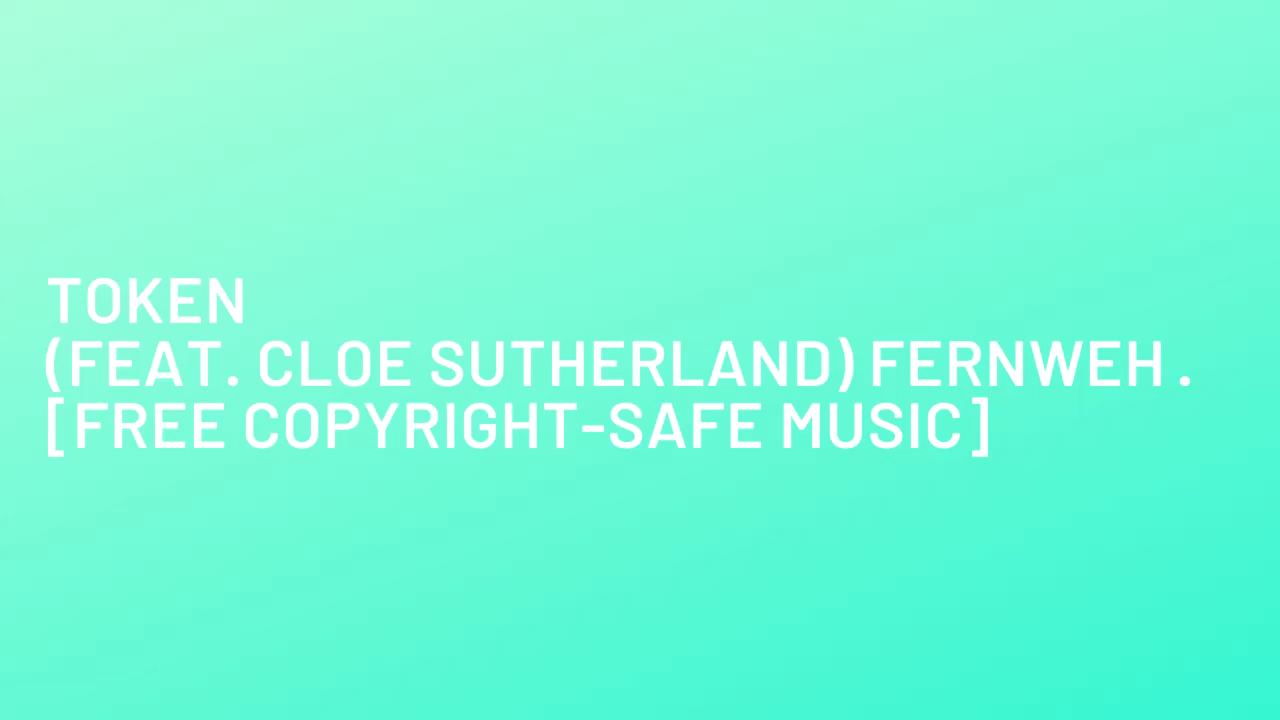 TOKEN
(FEAT. CLOE SUTHERLAND) FERNWEH .
[FREE COPYRIGHT-SAFE MUSIC]